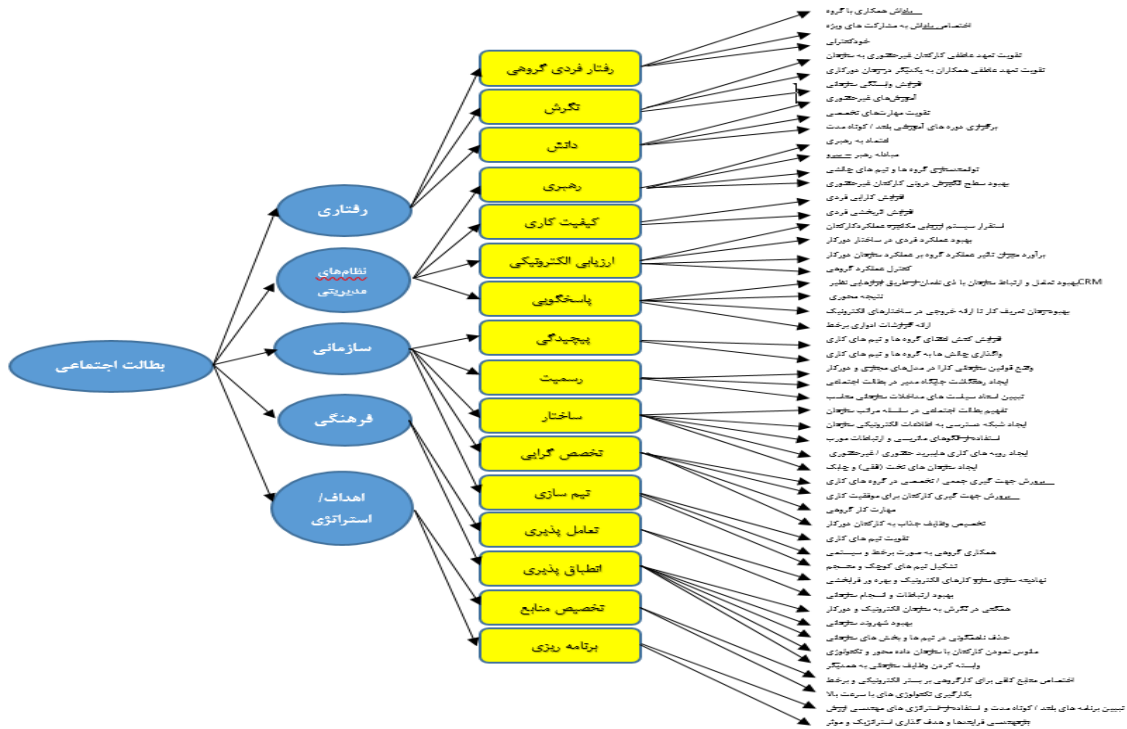 بطالت اجتماعی
رفتاری
نظام‌های
مدیریتی
سازمانی
فرهنگی
اهداف/
استراتژی
رفتار فردی گروهی
نگرش
دانش
رهبری
کیفیت کاری
ارزیابی الکترونیکی
پاسخگویی
پیچیدگی
رسمیت
ساختار
تخصص گرایی
تیم سازی
تعامل پذیری
انطباق پذیری
تخصیص منابع
برنامه ریزی
پاداش همکاری با گروه
اختصاص پاداش به مشارکت های ویژه
خودکنترلی
تقویت تعهد عاطفی کارکنان غیرحضوری به سازمان
تقویت تعهد عاطفی همکاران به یکدیگر در زمان دورکاری
افزایش وابستگی سازمانی
آموزش‌های غیرحضوری
تقویت مهارت‌های تخصصی
برگزاری دوره های آموزشی بلند / کوتاه مدت
اعتماد به رهبری
مبادله رهبر – پیرو
توانمندسازی گروه ها و تیم های چالشی
بهبود سطح انگیزش درونی کارکنان غیرحضوری
افزایش کارایی فردی
افزایش اثربخشی فردی
استقرار سیستم ارزیابی مکانیزه عملکردکارکنان
بهبود عملکرد فردی در ساختار دورکار
برآورد میزان تاثیر عملکرد گروه بر عملکرد سازمان دورکار
کنترل عملکرد گروهی
بهبود تعامل و ارتباط سازمان با ذی نفعان از طریق ابزارهایی نظیر CRM
نتیجه محوری
بهبود زمان تعریف کار تا ارائه خروجی در ساختارهای الکترونیک
ارائه گزارشات ادواری برخط
افزایش کنش اعضای گروه ها و تیم های کاری
واگذاری چالش ها به گروه ها و تیم های کاری
وضع قوانین سازمانی کارا در مدل‌های مجازی و دورکار
ایجاد رهنگاشت جایگاه مدیر در بطالت اجتماعی
تبیین اسناد سیاست های مداخلات سازمانی مناسب
تفهیم بطالت اجتماعی در سلسله مراتب سازمان
ایجاد شبکه دسترسی به اطلاعات الکترونیکی سازمان
استفاده از الگوهای ماتریسی و ارتباطات مورب
ایجاد رویه های کاری هایبرید حضوری / غیرحضوری
ایجاد سازمان های تخت (افقی) و چابک
پرورش جهت گیری جمعی / تخصصی در گروه های کاری
پرورش جهت گیری کارکنان برای موفقیت کاری
مهارت کار گروهی
تخصیص وظایف جذاب به کارکنان دورکار
تقویت تیم های کاری
همکاری گروهی به صورت برخط و سیستمی
تشکیل تیم های کوچک و منسجم
نهادینه سازی سازو کارهای الکترونیک و بهره ور فرابخشی
بهبود ارتباطات و انسجام سازمانی
همگنی در نگرش به سازمان الکترونیک و دورکار
بهبود شهروند سازمانی
حذف ناهمگونی در تیم ها و بخش های سازمانی
مانوس نمودن کارکنان با سازمان داده محور و تکنولوژی
وابسته کردن وظایف سازمانی به همدیگر
اختصاص منابع کافی برای کارگروهی بر بستر الکترونیکی و برخط
بکارگیری تکنولوژی های با سرعت بالا
تبیین برنامه های بلند / کوتاه مدت و استفاده از استراتژی های مهندسی ارزش
بازمهندسی فرایندها و هدف گذاری استراتژیک و موثر